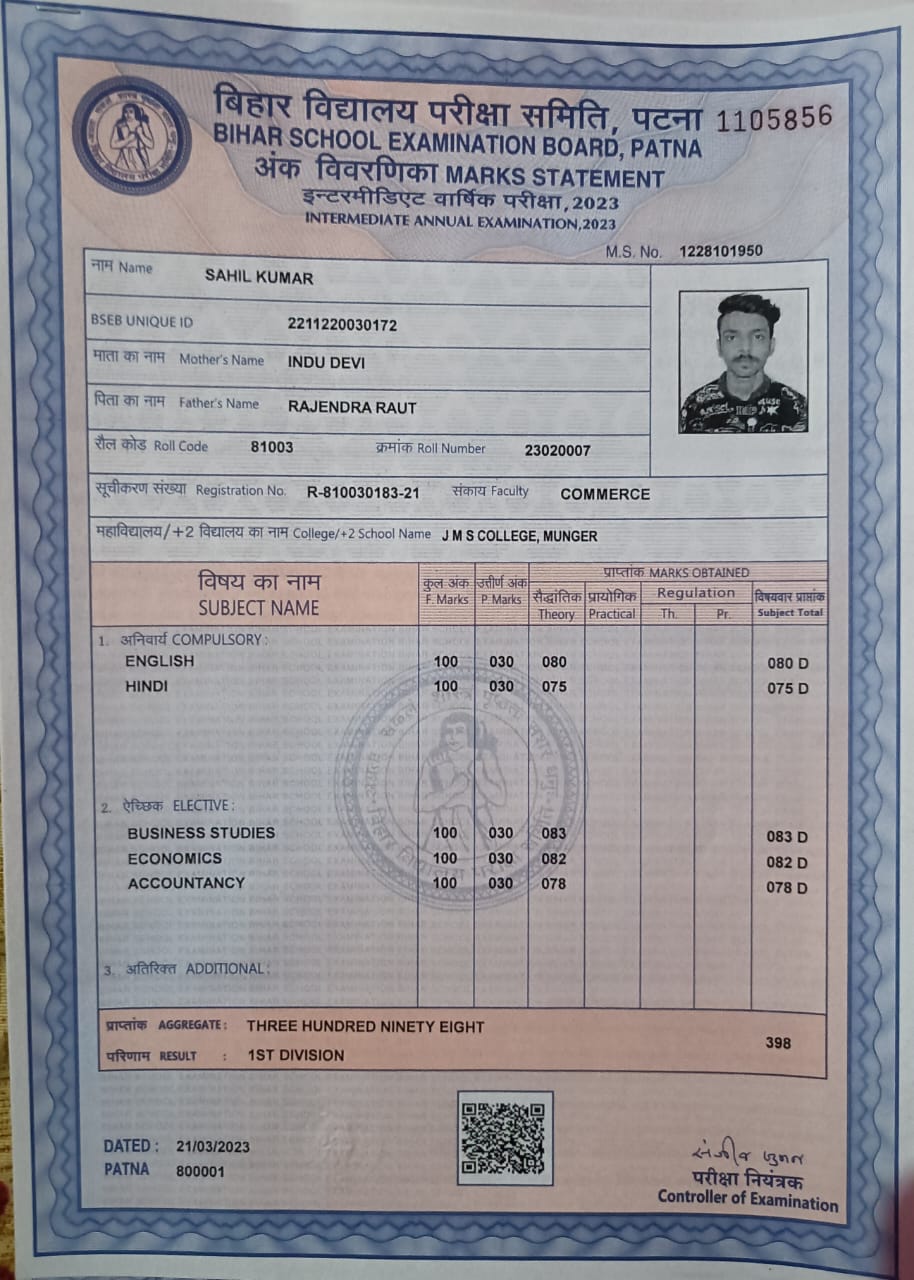 बिहार विद्यालय परीक्षा समिति, पटना 1105856
BIHAR SCHOOL EXAMINATION BOARD, PATNA
अंक विवरणिका MARKS STATEMENT
इन्टरमीडिएट वार्षिक परीक्षा, 2023
INTERMEDIATE ANNUAL EXAMINATION,2023
M.S. No. 1228101950
नाम Name SAHIL KUMAR
BSEB UNIQUE ID 2211220030172
माता का नाम Mother's Name INDU DEVI
पिता का नाम Father's Name RAJENDRA RAUT
रौल कोड Roll Code 81003 क्रमांक Roll Number 23020007
सूचीकरण संख्या Registration No. R-810030183-21 संकाय Faculty COMMERCE
महाविद्यालय/+2 विद्यालय का नाम College/+2 School Name J M S COLLEGE, MUNGER
विषय का नाम कुल अंक उत्तीर्ण अंक प्राप्तांक MARKS OBTAINED
SUBJECT NAME F. Marks P. Marks सैद्धांतिक प्रायोगिक Regulation विषयवार प्राप्तांक
Theory Practical Th. Pr. Subject Total
1. अनिवार्य COMPULSORY :
ENGLISH 100 030 080 080 D
HINDI 100 030 075 075 D
2. ऐच्छिक ELECTIVE :
BUSINESS STUDIES 100 030 083 083 D
ECONOMICS 100 030 082 082 D
ACCOUNTANCY 100 030 078 078 D
3. अतिरिक्त ADDITIONAL :
प्राप्तांक AGGREGATE : THREE HUNDRED NINETY EIGHT 398
परिणाम RESULT : 1ST DIVISION
DATED : 21/03/2023
PATNA 800001
परीक्षा नियंत्रक
Controller of Examination